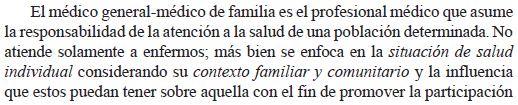 El médico general-médico de familia es el profesional médico que asume
la responsabilidad de la atención a la salud de una población determinada. No
atiende solamente a enfermos; más bien se enfoca en la situación de salud
individual considerando su contexto familiar y comunitario y la influencia
que estos puedan tener sobre aquella con el fin de promover la participación